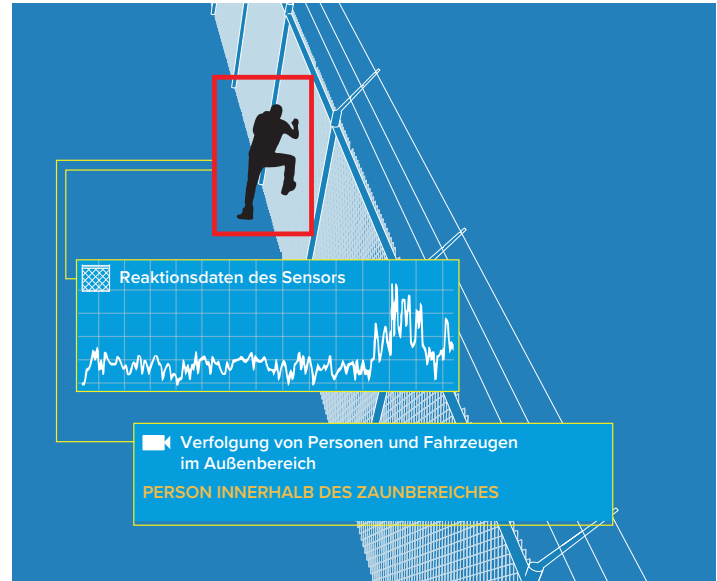 Reaktionsdaten des Sensors
Verfolgung von Personen und Fahrzeugen
im Außenbereich
PERSON INNERHALB DES ZAUNBEREICHES